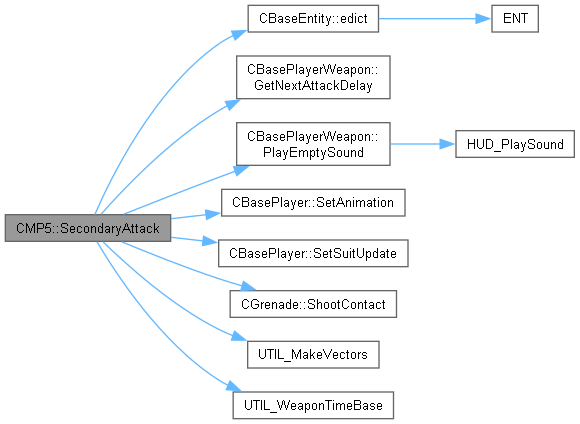 CMP5::SecondaryAttack
CBaseEntity::edict
ENT
CBasePlayerWeapon::
GetNextAttackDelay
CBasePlayerWeapon::
PlayEmptySound
HUD_PlaySound
CBasePlayer::SetAnimation
CBasePlayer::SetSuitUpdate
CGrenade::ShootContact
UTIL_MakeVectors
UTIL_WeaponTimeBase